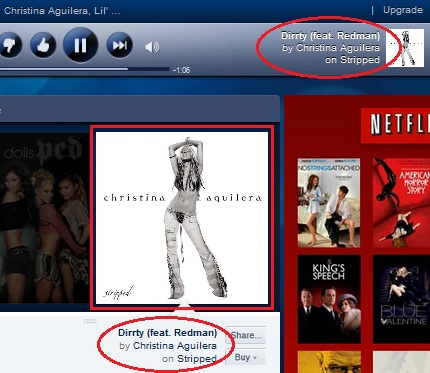 Christina Aguilera, Lil' ...
| Upgrade
Dirrty (feat. Redman)
by Christina Aguilera
on Stripped
-1:06
dolls pcd
NETFL
christina aguilera
stripped
NO STRINGS ATTACHED
AMERICAN
HORROR
STORY
KING'S
SPEECH
BLUE
VALENTINE
Dirrty (feat. Redman)
by Christina Aguilera
on Stripped
Share...
Buy